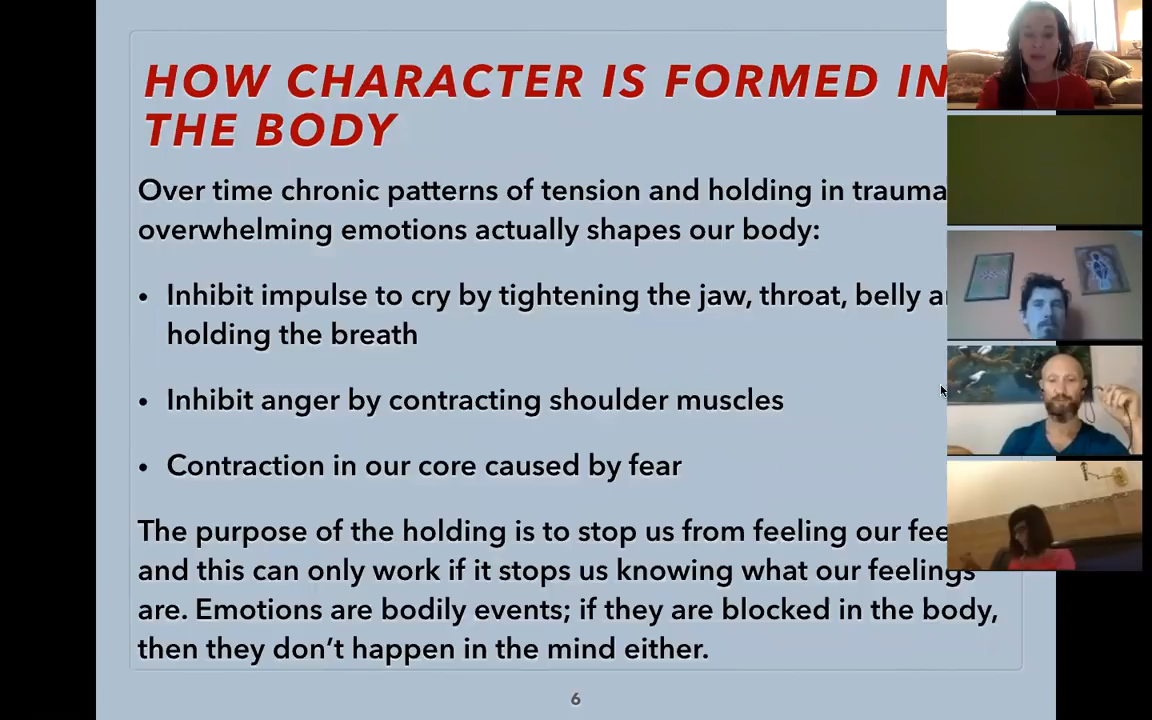 HOW CHARACTER IS FORMED IN
THE BODY
Over time chronic patterns of tension and holding in trauma
overwhelming emotions actually shapes our body:
• Inhibit impulse to cry by tightening the jaw, throat, belly
holding the breath
• Inhibit anger by contracting shoulder muscles
• Contraction in our core caused by fear
The purpose of the holding is to stop us from feeling our
and this can only work if it stops us knowing what our feelings
are. Emotions are bodily events; if they are blocked in the body,
then they don’t happen in the mind either.
6